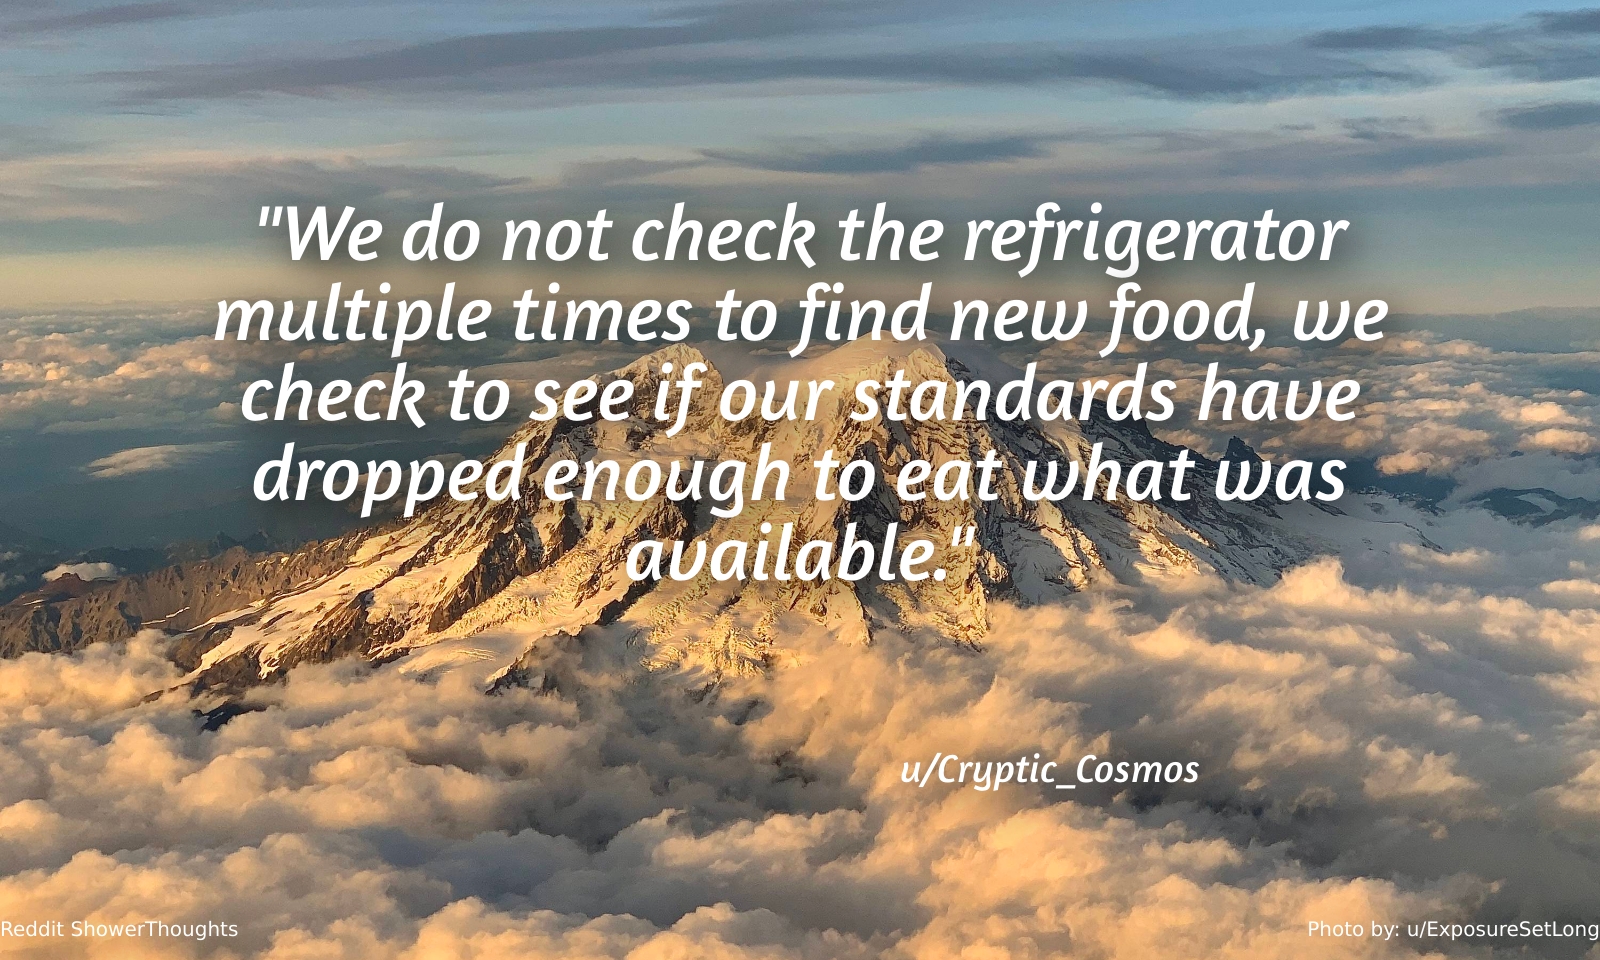 "We do not check the refrigerator
multiple times to find new food, we
check to see if our standards have
dropped enough to eat what was
available."
u/Cryptic_Cosmos
Reddit ShowerThoughts
Photo by: u/ExposureSetLong